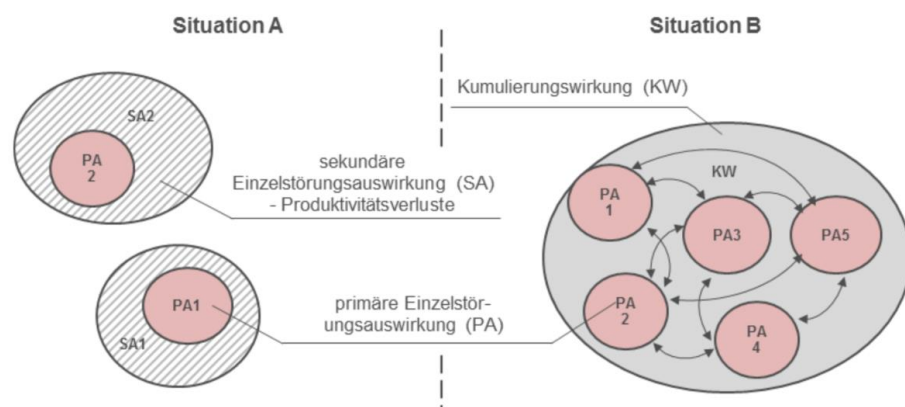 Situation A
Situation B
Kumulierungswirkung (KW)
SA2
PA
2
sekundäre
Einzelstörungsauswirkung (SA)
- Produktivitätsverluste
KW
PA
1
PA3
PA5
PA1
SA1
primäre Einzelstör-
ungsauswirkung (PA)
PA
2
PA
4